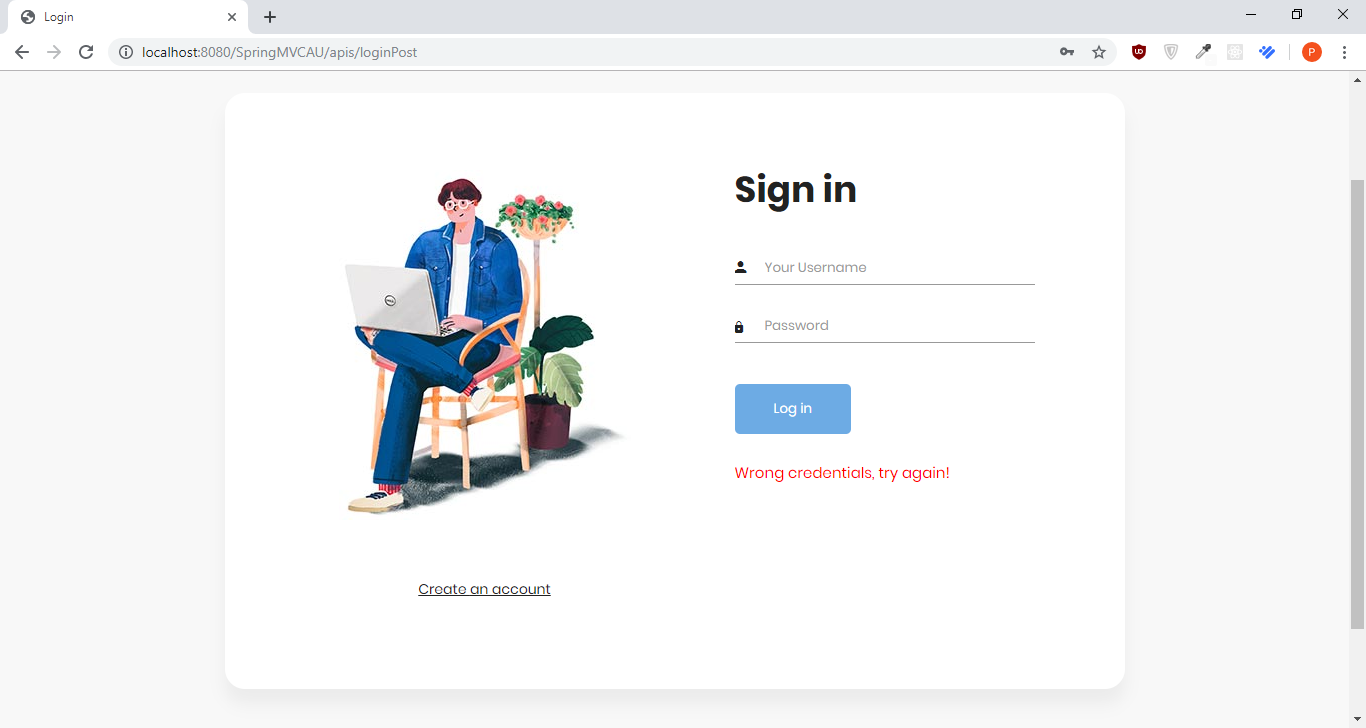 Login
localhost:8080/SpringMVCAU/apis/loginPost
P
Sign in
Your Username
Password
Log in
Wrong credentials, try again!
Create an account